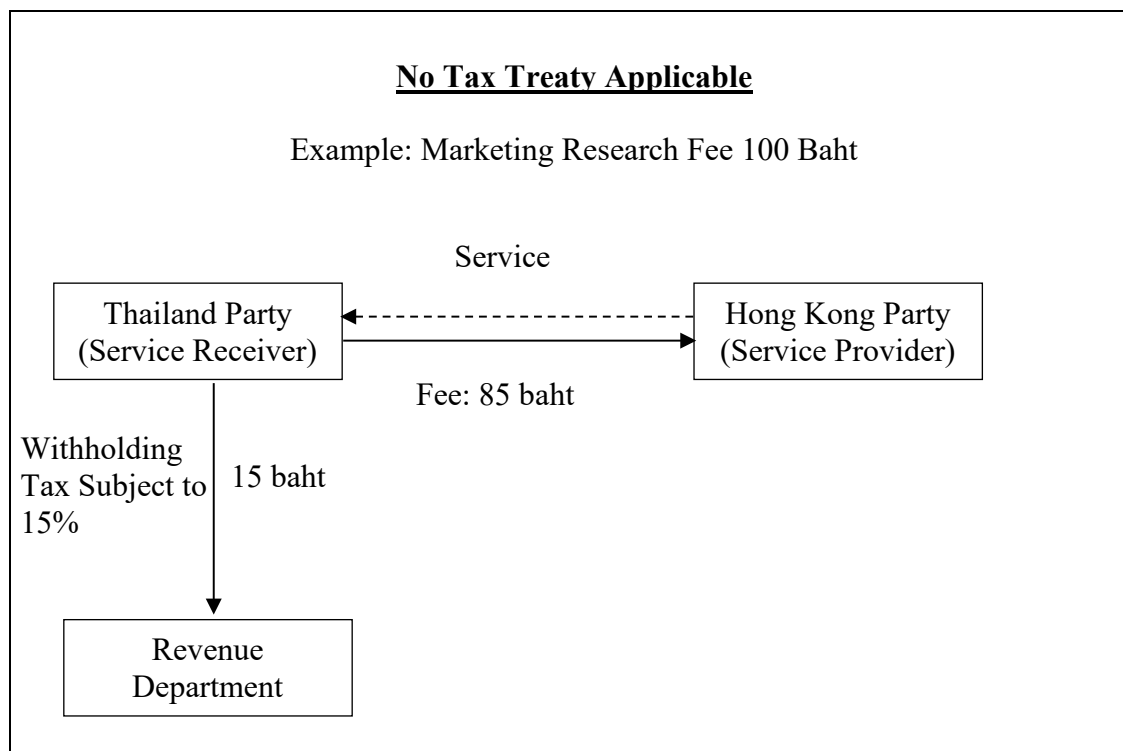 No Tax Treaty Applicable
Example: Marketing Research Fee 100 Baht
Service
Thailand Party
(Service Receiver)
Hong Kong Party
(Service Provider)
Fee: 85 baht
Withholding
Tax Subject to
15%
15 baht
Revenue
Department